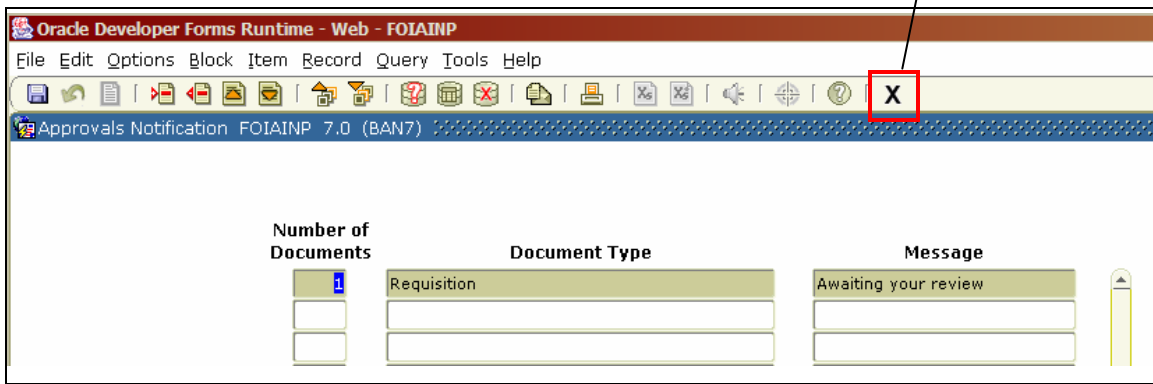 Oracle Developer Forms Runtime - Web - FOIAINP
File Edit Options Block Item Record Query Tools Help
X
Approvals Notification FOIAINP 7.0 (BAN7)
Number of
Documents Document Type Message
1 Requisition Awaiting your review